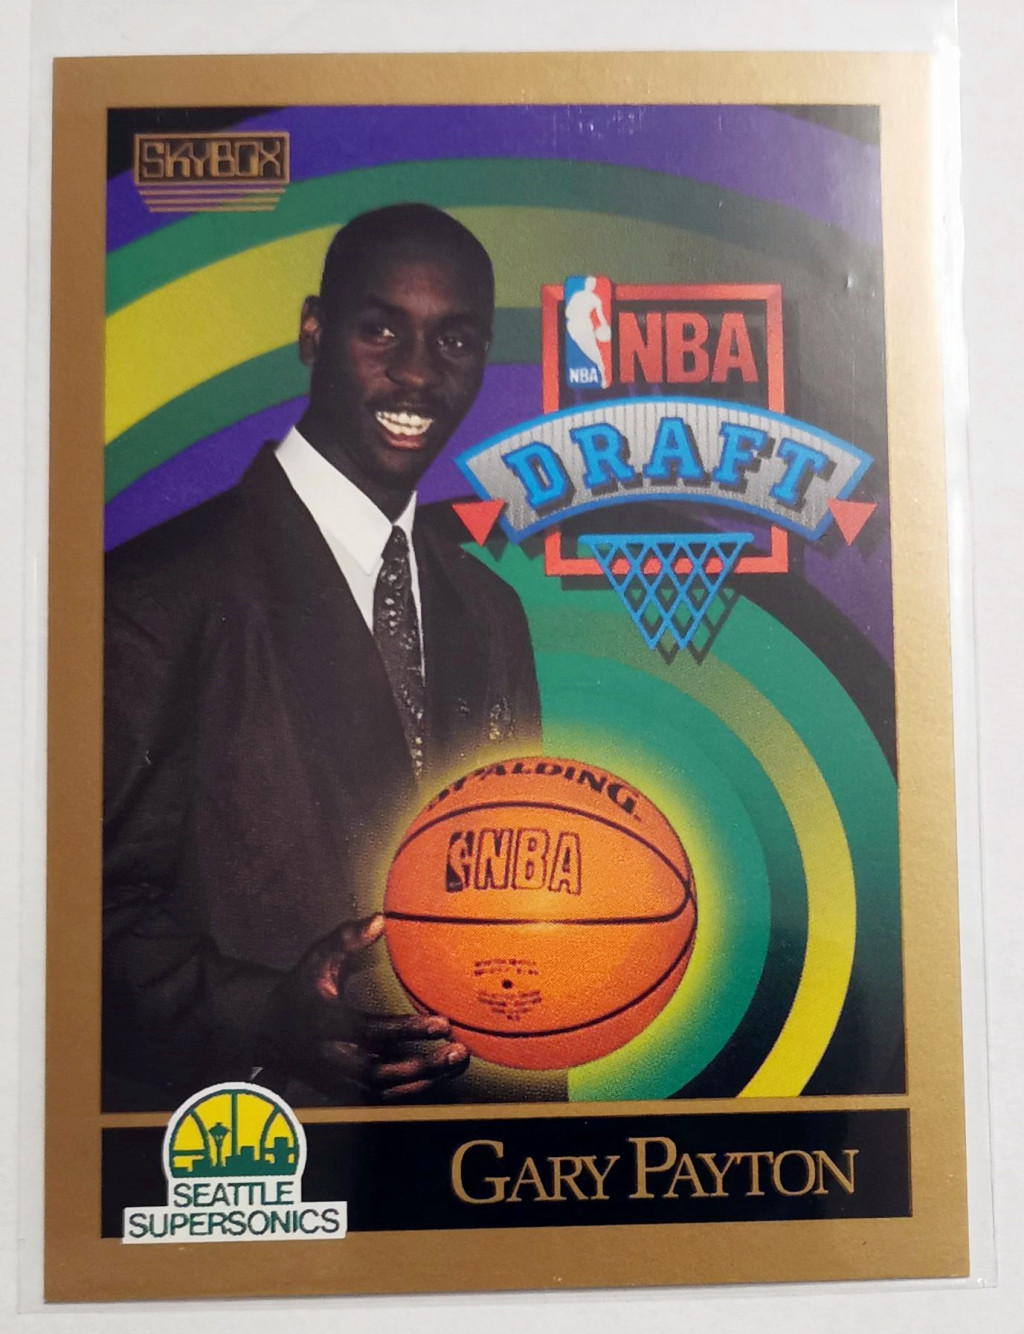 SKYBOX
NBA
NBA
DRAFT
SPALDING
NBA
SEATTLE
SUPERSONICS
GARY PAYTON